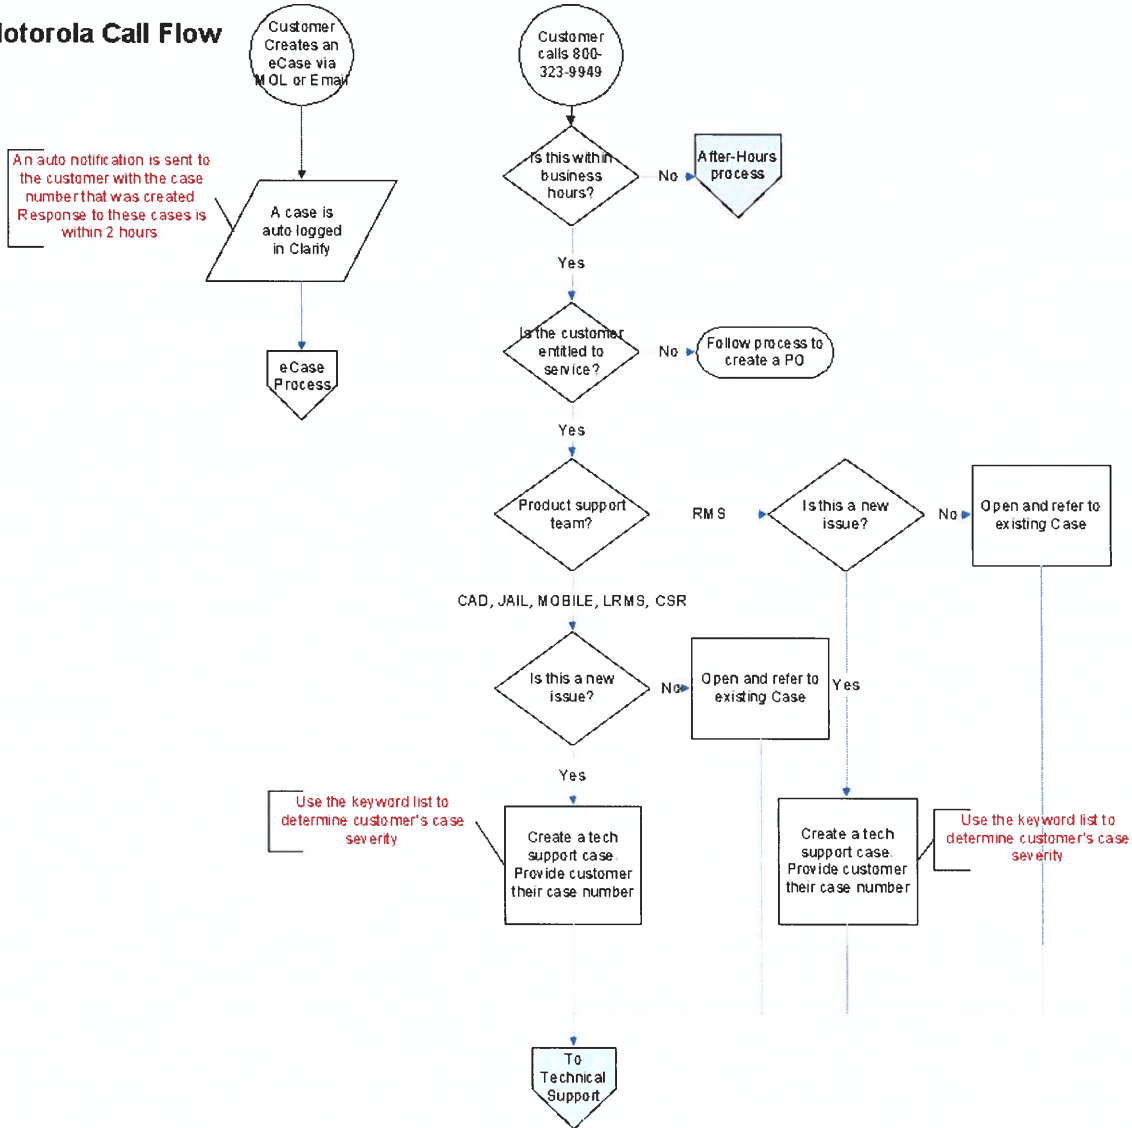 otorola Call Flow
Customer
Creates an
eCase via
MOL or Email
Customer
calls 800-
323-9949
An auto notification is sent to
the customer with the case
number that was created
Response to these cases is
within 2 hours
A case is
auto logged
in Clarify
eCase
Process
Is this within
business
hours?
No
After-Hours
process
Yes
Is the customer
entitled to
service?
No
Follow process to
create a PO
Yes
Product support
team?
RMS
Is this a new
issue?
No
Open and refer to
existing Case
CAD, JAIL, MOBILE, LRMS, CSR
Is this a new
issue?
No
Open and refer to
existing Case
Yes
Yes
Use the keyword list to
determine customer's case
severity
Create a tech
support case.
Provide customer
their case number
Create a tech
support case.
Provide customer
their case number
Use the keyword list to
determine customer's case
severity
To
Technical
Support